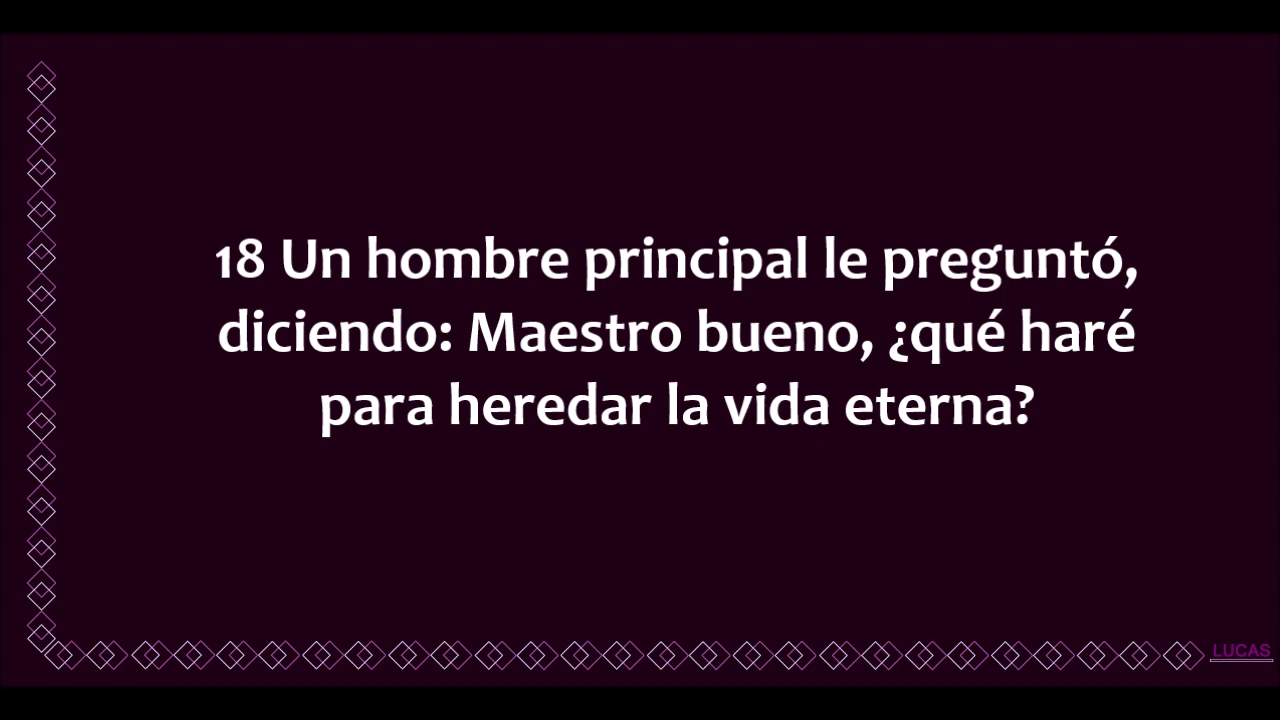 18 Un hombre principal le preguntó,
diciendo: Maestro bueno, ¿qué haré
para heredar la vida eterna?
LUCAS